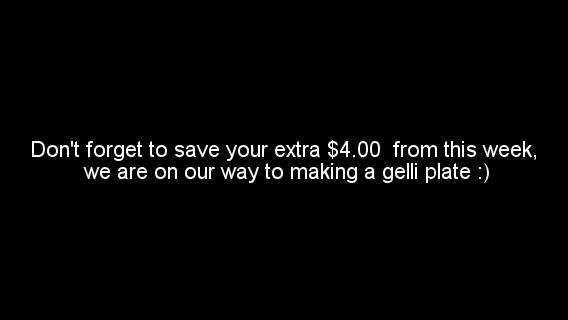 Don't forget to save your extra $4.00  from this week,
we are on our way to making a gelli plate :)